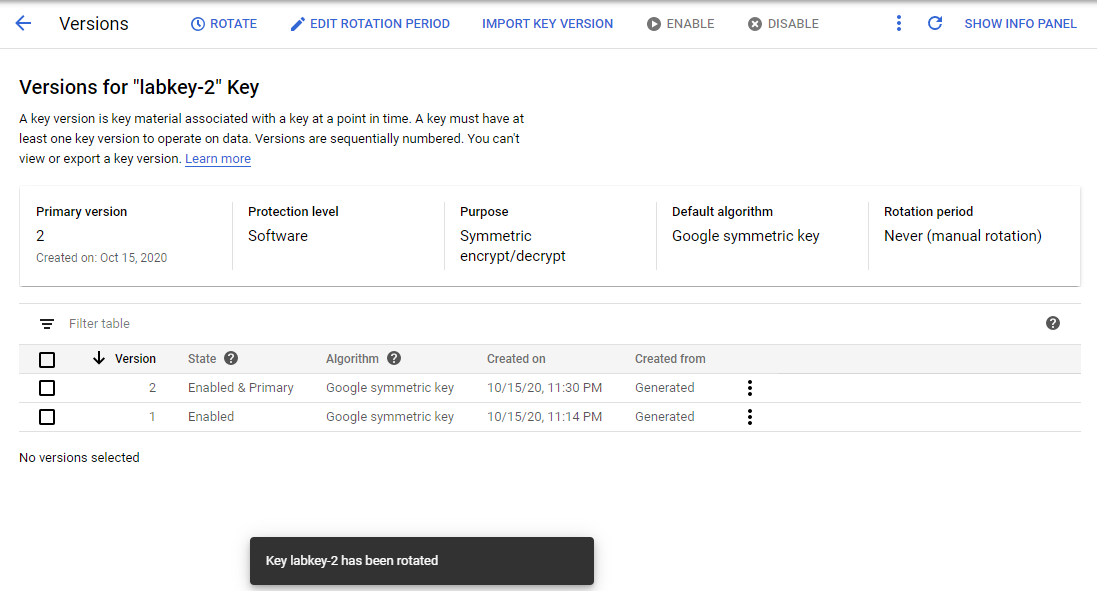 Versions ROTATE EDIT ROTATION PERIOD IMPORT KEY VERSION ENABLE DISABLE SHOW INFO PANEL
Versions for "labkey-2" Key
A key version is key material associated with a key at a point in time. A key must have at
least one key version to operate on data. Versions are sequentially numbered. You can't
view or export a key version. Learn more
Primary version Protection level Purpose Default algorithm Rotation period
2 Software Symmetric Google symmetric key Never (manual rotation)
Created on: Oct 15, 2020 encrypt/decrypt
Filter table
Version State Algorithm Created on Created from
2 Enabled & Primary Google symmetric key 10/15/20, 11:30 PM Generated
1 Enabled Google symmetric key 10/15/20, 11:14 PM Generated
No versions selected
Key labkey-2 has been rotated